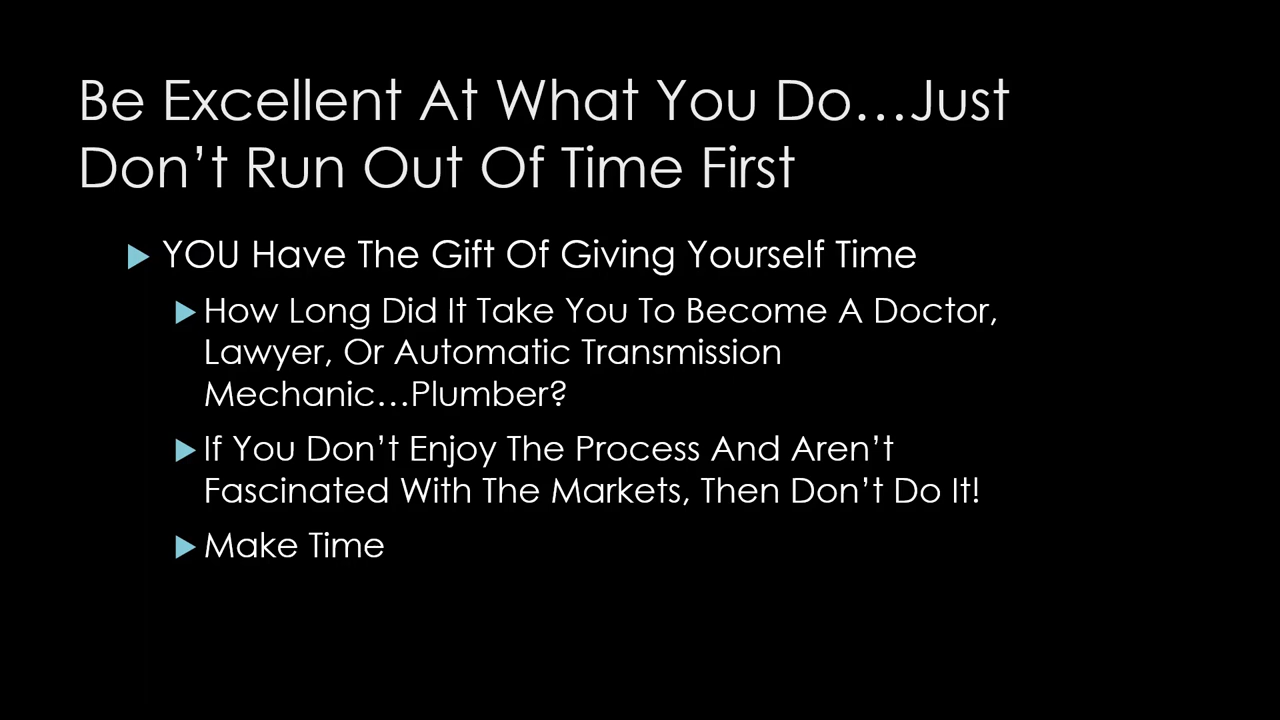 Be Excellent At What You Do…Just
Don’t Run Out Of Time First
YOU Have The Gift Of Giving Yourself Time
How Long Did It Take You To Become A Doctor,
Lawyer, Or Automatic Transmission
Mechanic…Plumber?
If You Don’t Enjoy The Process And Aren’t
Fascinated With The Markets, Then Don’t Do It!
Make Time